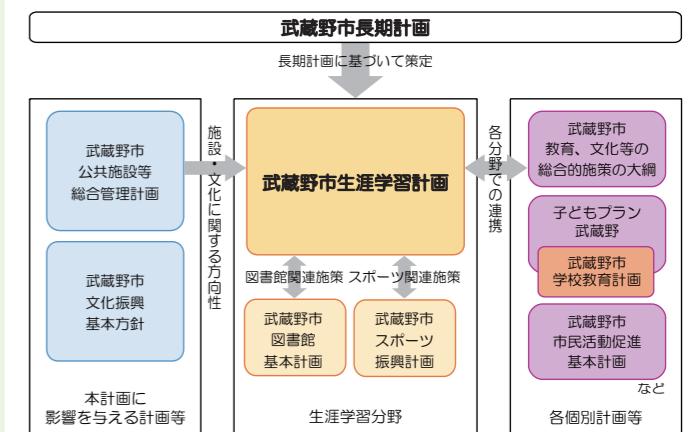 武蔵野市長期計画
長期計画に基づいて策定
武蔵野市
公共施設等
総合管理計画
武蔵野市
文化振興
基本方針
本計画に
影響を与える計画等
施設・文化に関する方向性
武蔵野市生涯学習計画
図書館関連施策
スポーツ関連施策
武蔵野市
図書館
基本計画
武蔵野市
スポーツ
振興計画
生涯学習分野
各分野での連携
武蔵野市
教育、文化等の
総合的施策の大綱
子どもプラン
武蔵野
武蔵野市
学校教育計画
武蔵野市
市民活動促進
基本計画
など
各個別計画等